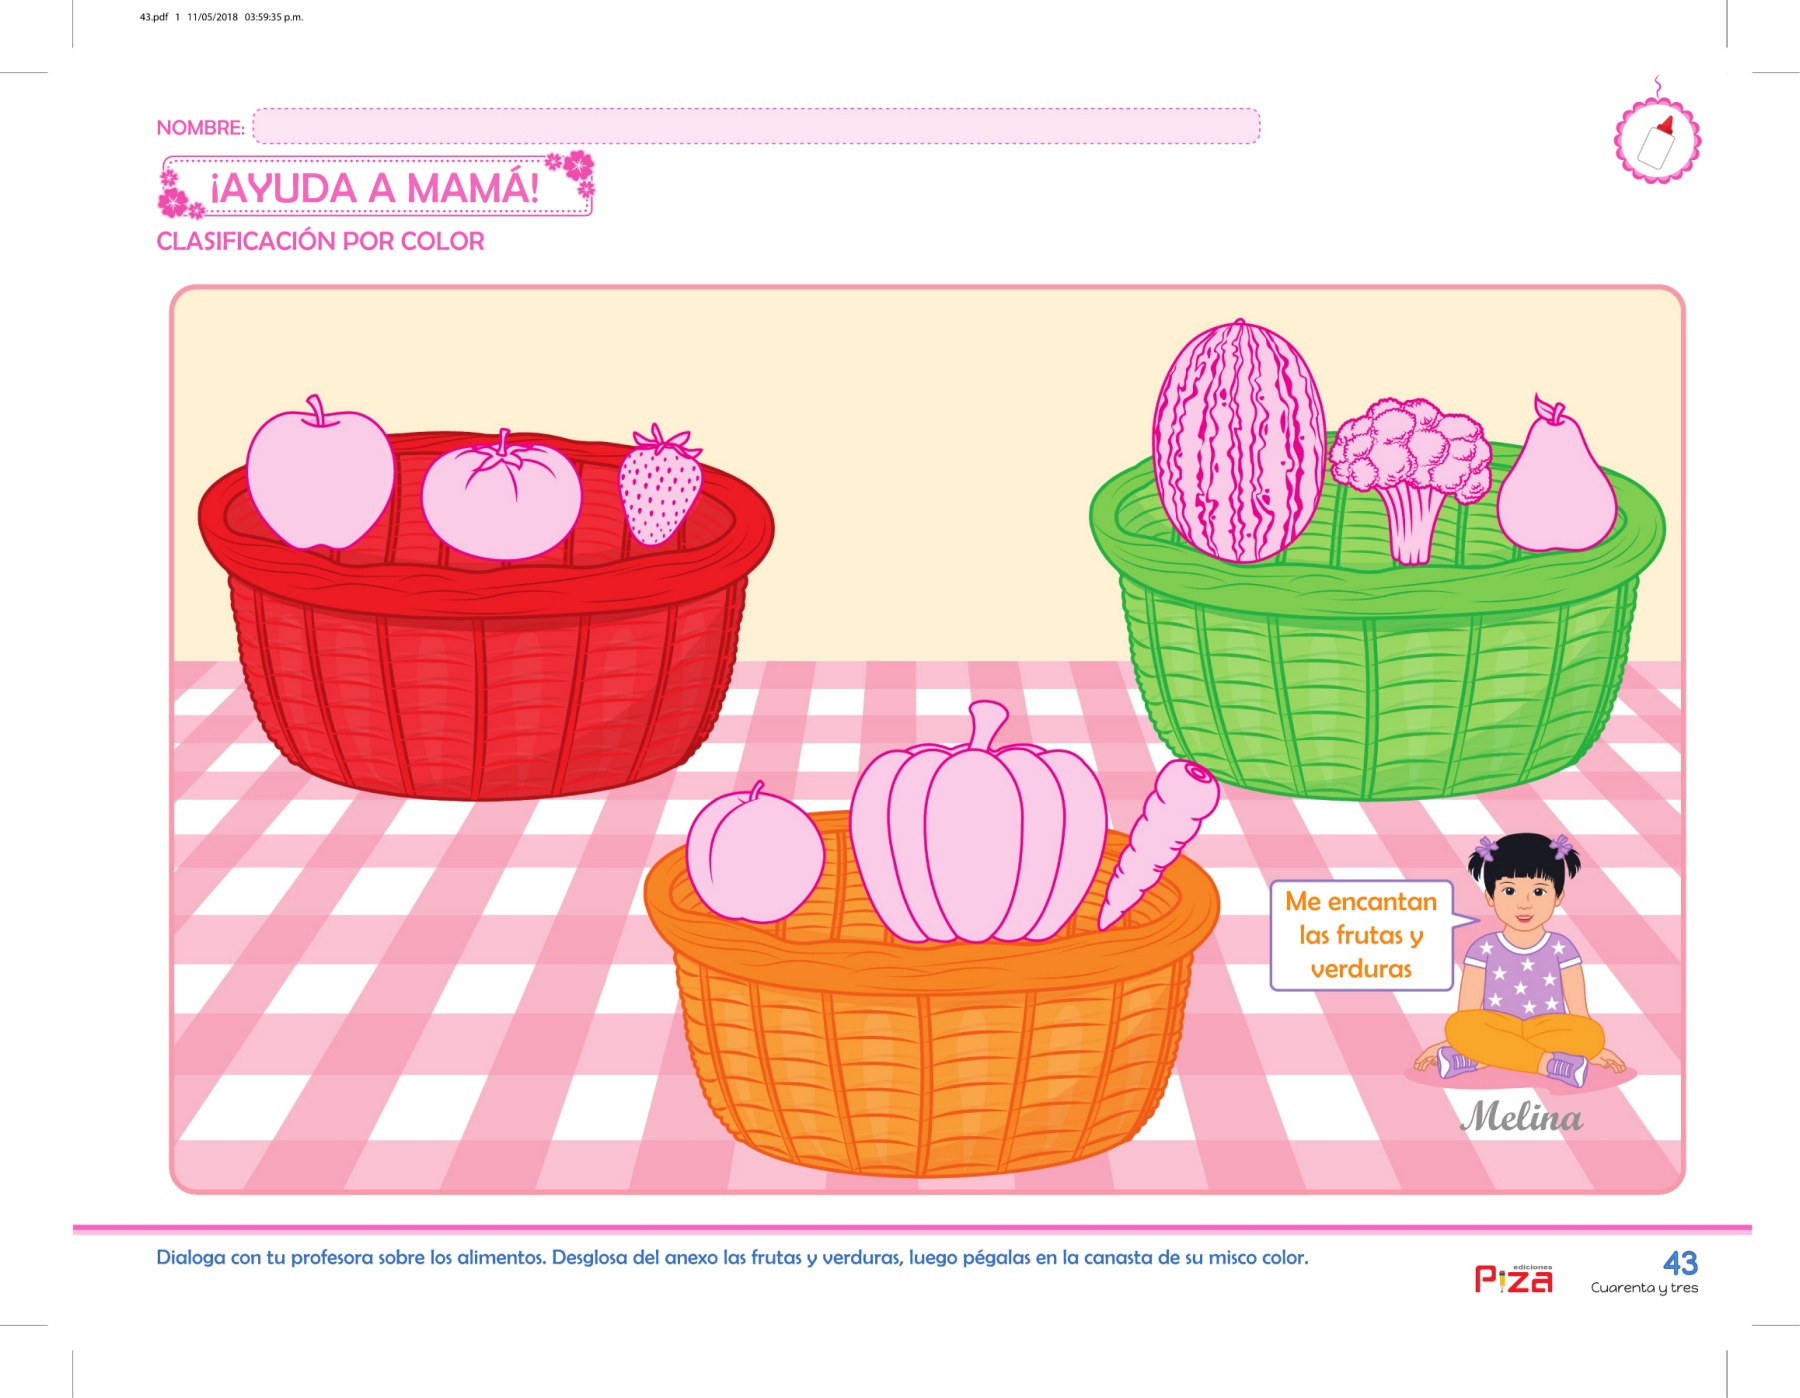 43.pdf 1 11/05/2018 03:59:35 p.m.
NOMBRE:
¡AYUDA A MAMÁ!
CLASIFICACIÓN POR COLOR
Me encantan
las frutas y
verduras
Melina
Dialoga con tu profesora sobre los alimentos. Desglosa del anexo las frutas y verduras, luego pégalas en la canasta de su misco color.
ediciones
Piza
43
Cuarenta y tres